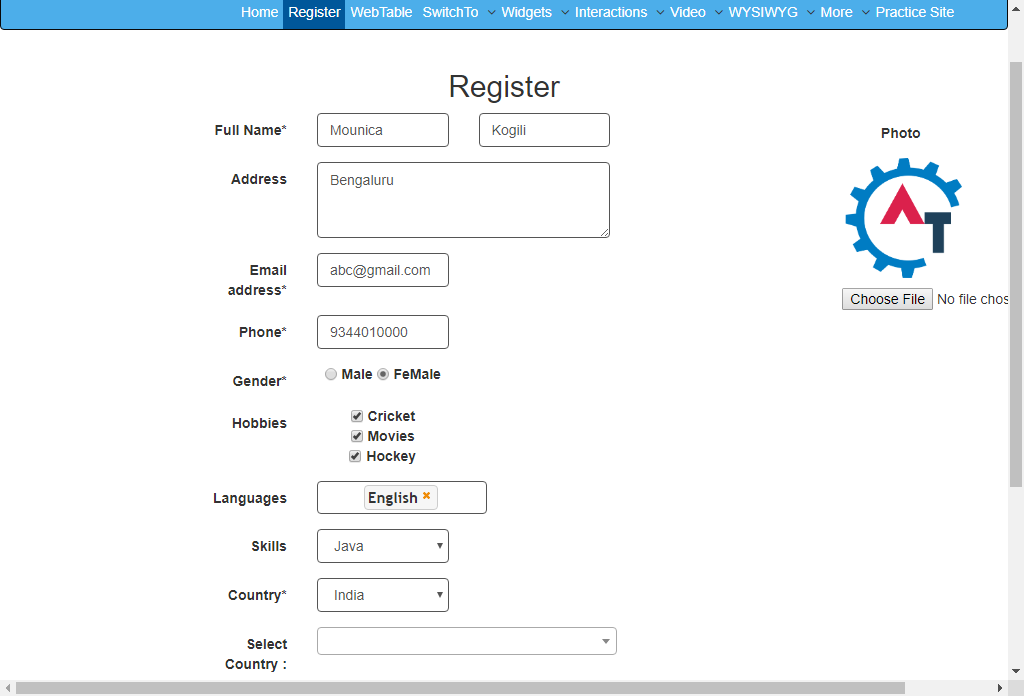 Home Register WebTable SwitchTo Widgets Interactions Video WYSIWYG More Practice Site
Register
Full Name* Mounica Kogili
Photo
Address Bengaluru
AT
Email address* abc@gmail.com
Choose File No file chos
Phone* 9344010000
Gender* Male FeMale
Hobbies Cricket
Movies
Hockey
Languages English
Skills Java
Country* India
Select
Country :